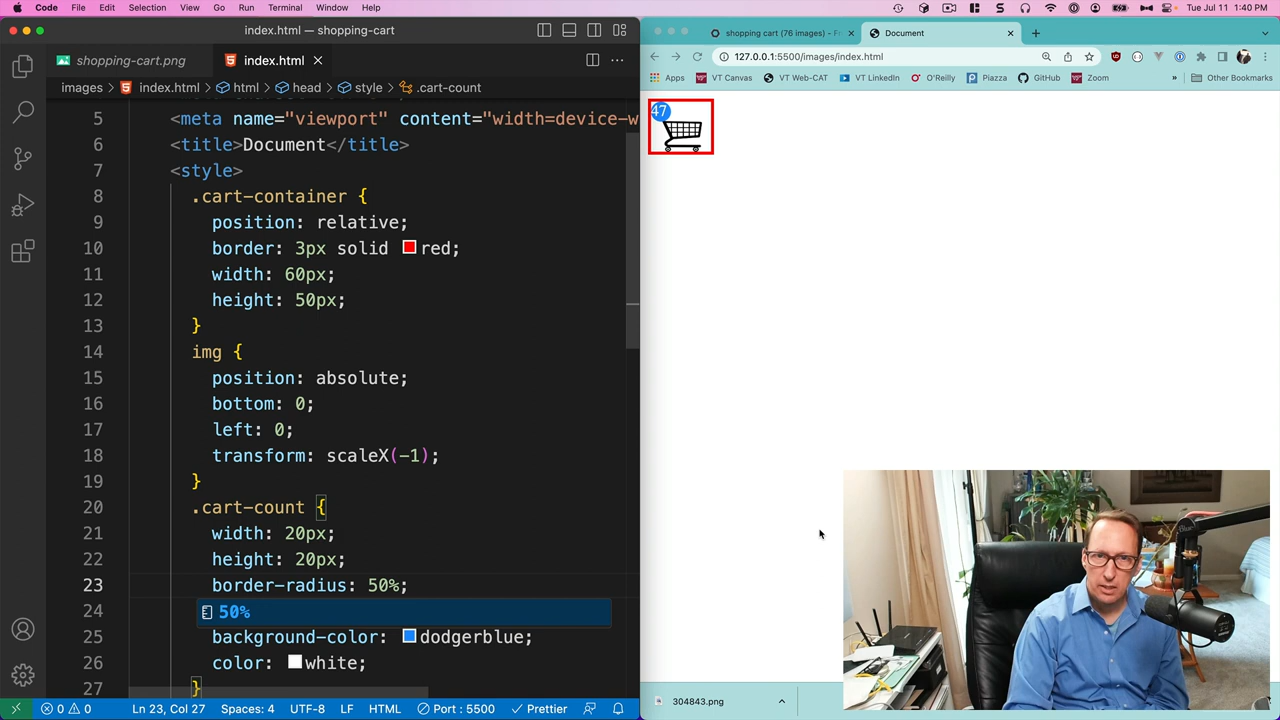 Code File Edit Selection View Go Run Terminal Window Help
Tue Jul 11 1:40 PM
index.html — shopping-cart
shopping-cart.png
index.html
images > index.html > html > head > style > .cart-count
5 <meta name="viewport" content="width=device-w
6 <title>Document</title>
7 <style>
8 .cart-container {
9 position: relative;
10 border: 3px solid red;
11 width: 60px;
12 height: 50px;
13 }
14 img {
15 position: absolute;
16 bottom: 0;
17 left: 0;
18 transform: scaleX(-1);
19 }
20 .cart-count {
21 width: 20px;
22 height: 20px;
23 border-radius: 50%;
24
50%
25 background-color: dodgerblue;
26 color: white;
27 }
0 0 Ln 23, Col 27 Spaces: 4 UTF-8 LF HTML Port : 5500 Prettier
shopping cart (76 images) - F
Document
127.0.0.1:5500/images/index.html
Apps VT Canvas VT Web-CAT VT LinkedIn O'Reilly Piazza GitHub Zoom » Other Bookmarks
47
304843.png
Blue